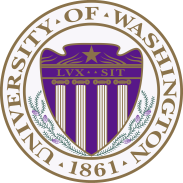 UNIVERSITY · OF · WASHINGTON
LVX · · SIT
· 1861 ·